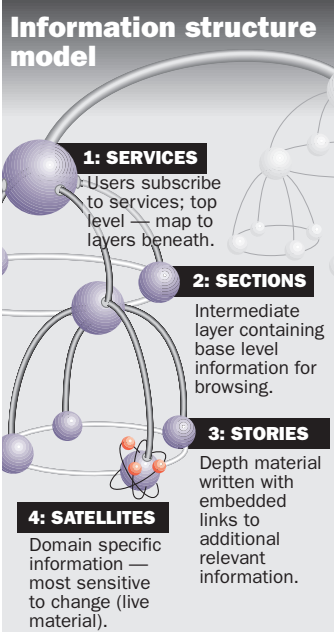 Information structure
model
1: SERVICES
Users subscribe
to services; top
level — map to
layers beneath.
2: SECTIONS
Intermediate
layer containing
base level
information for
browsing.
3: STORIES
Depth material
written with
embedded
links to
additional
relevant
information.
4: SATELLITES
Domain specific
information —
most sensitive
to change (live
material).